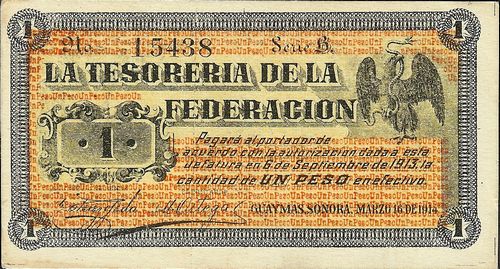 1 No. 15438 Serie B. 1
LA TESORERIA DE LA
FEDERACION
1
Pagará al portador de
acuerdo con la autorización dada a esta
Jefatura en 6 de Septiembre de 1913, la
cantidad de UN PESO en efectivo.
GUAYMAS, SONORA, MARZO 16 DE 1914
1 1